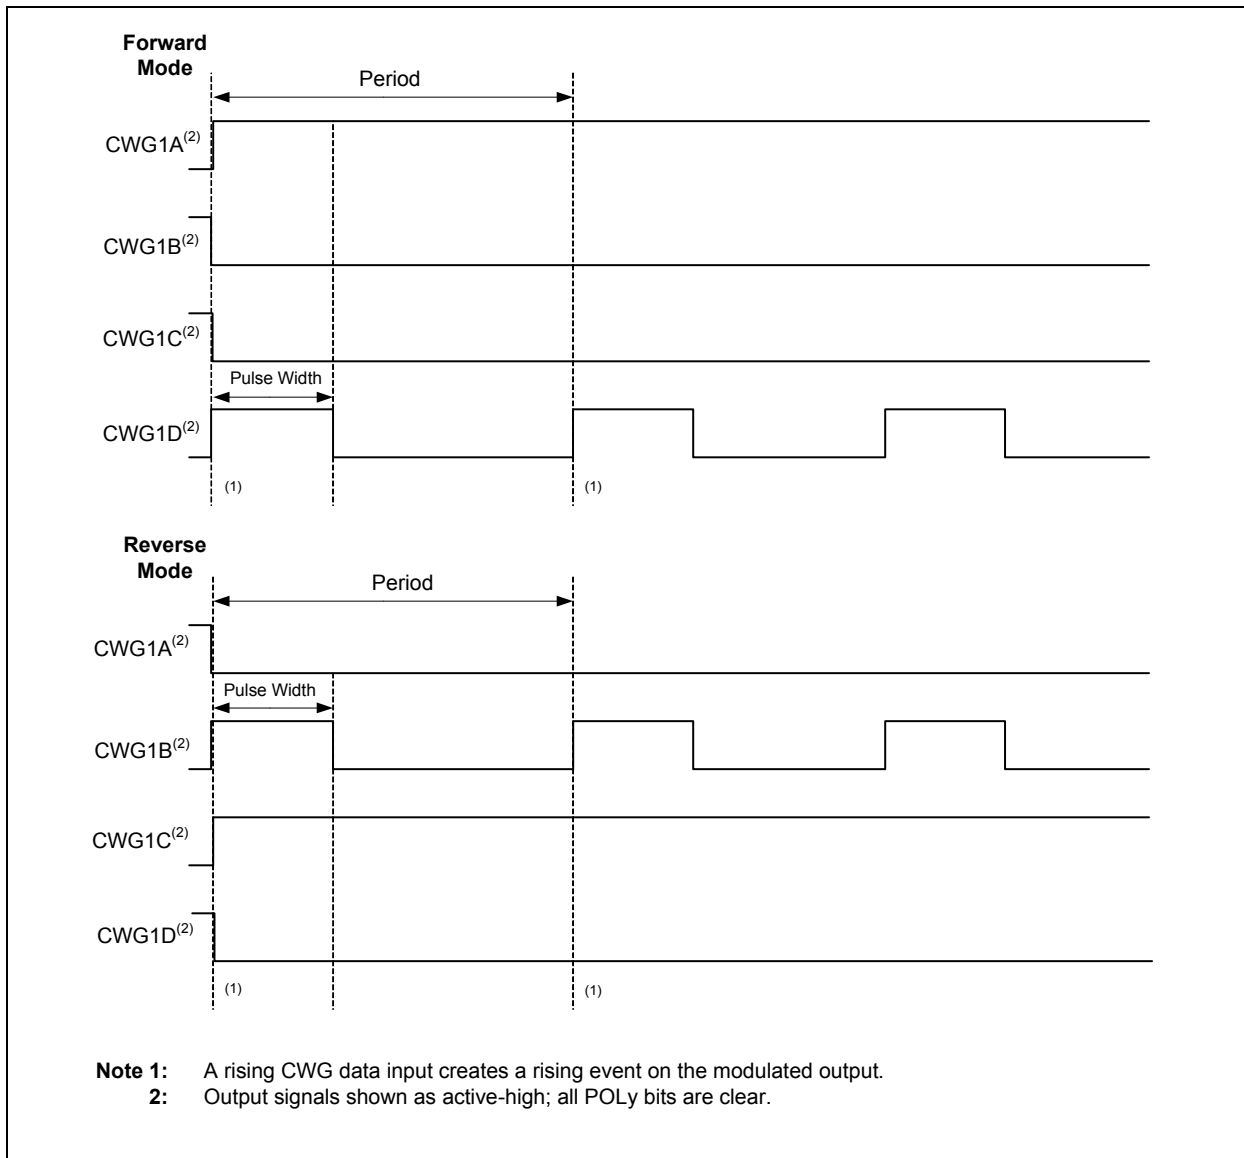 Forward
Mode
Period
CWG1A(2)
CWG1B(2)
CWG1C(2)
Pulse Width
CWG1D(2)
(1) (1)
Reverse
Mode
Period
CWG1A(2)
Pulse Width
CWG1B(2)
CWG1C(2)
CWG1D(2)
(1) (1)
Note 1: A rising CWG data input creates a rising event on the modulated output.
2: Output signals shown as active-high; all POLy bits are clear.